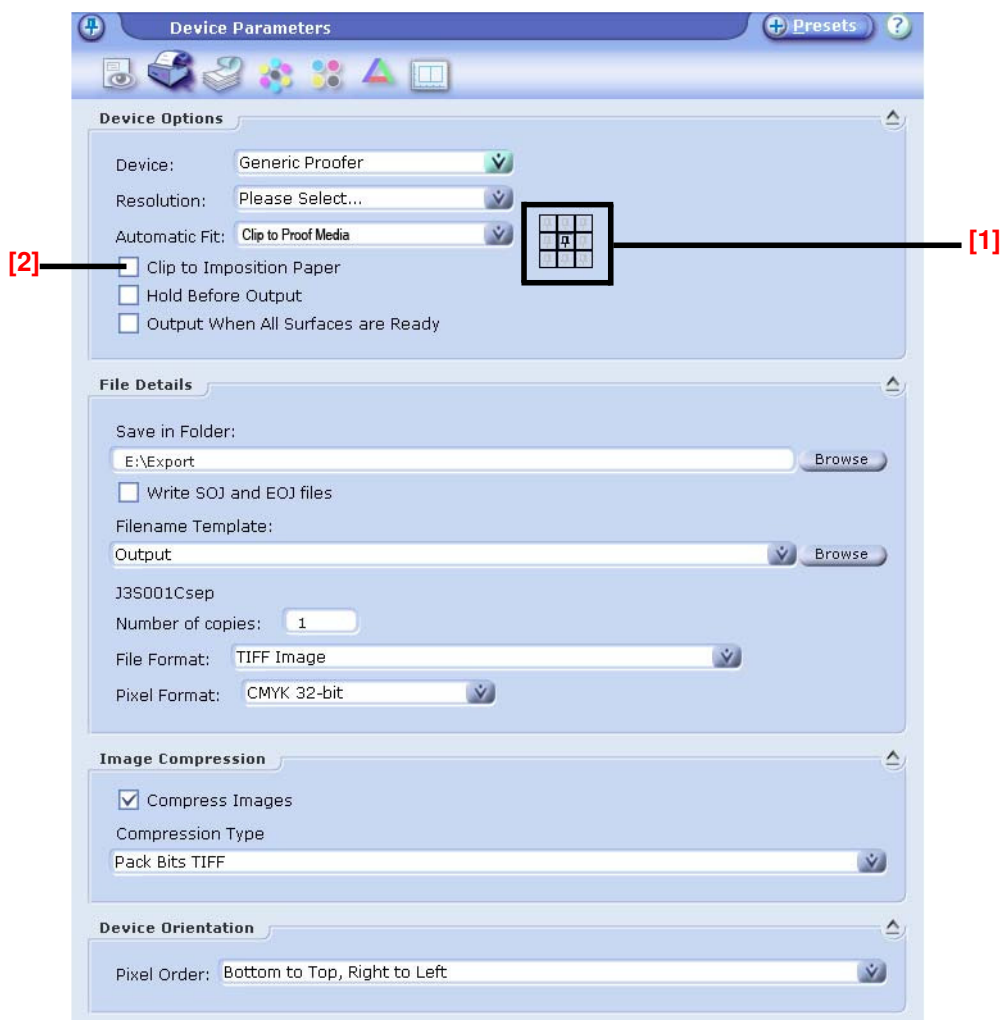 Device Parameters
Presets ?
Device Options
Device: Generic Proofer
Resolution: Please Select...
[1]
Automatic Fit: Clip to Proof Media
[2]
Clip to Imposition Paper
Hold Before Output
Output When All Surfaces are Ready
File Details
Save in Folder:
E:\Export Browse
Write SOJ and EOJ files
Filename Template:
Output Browse
J3S001Csep
Number of copies: 1
File Format: TIFF Image
Pixel Format: CMYK 32-bit
Image Compression
Compress Images
Compression Type
Pack Bits TIFF
Device Orientation
Pixel Order: Bottom to Top, Right to Left